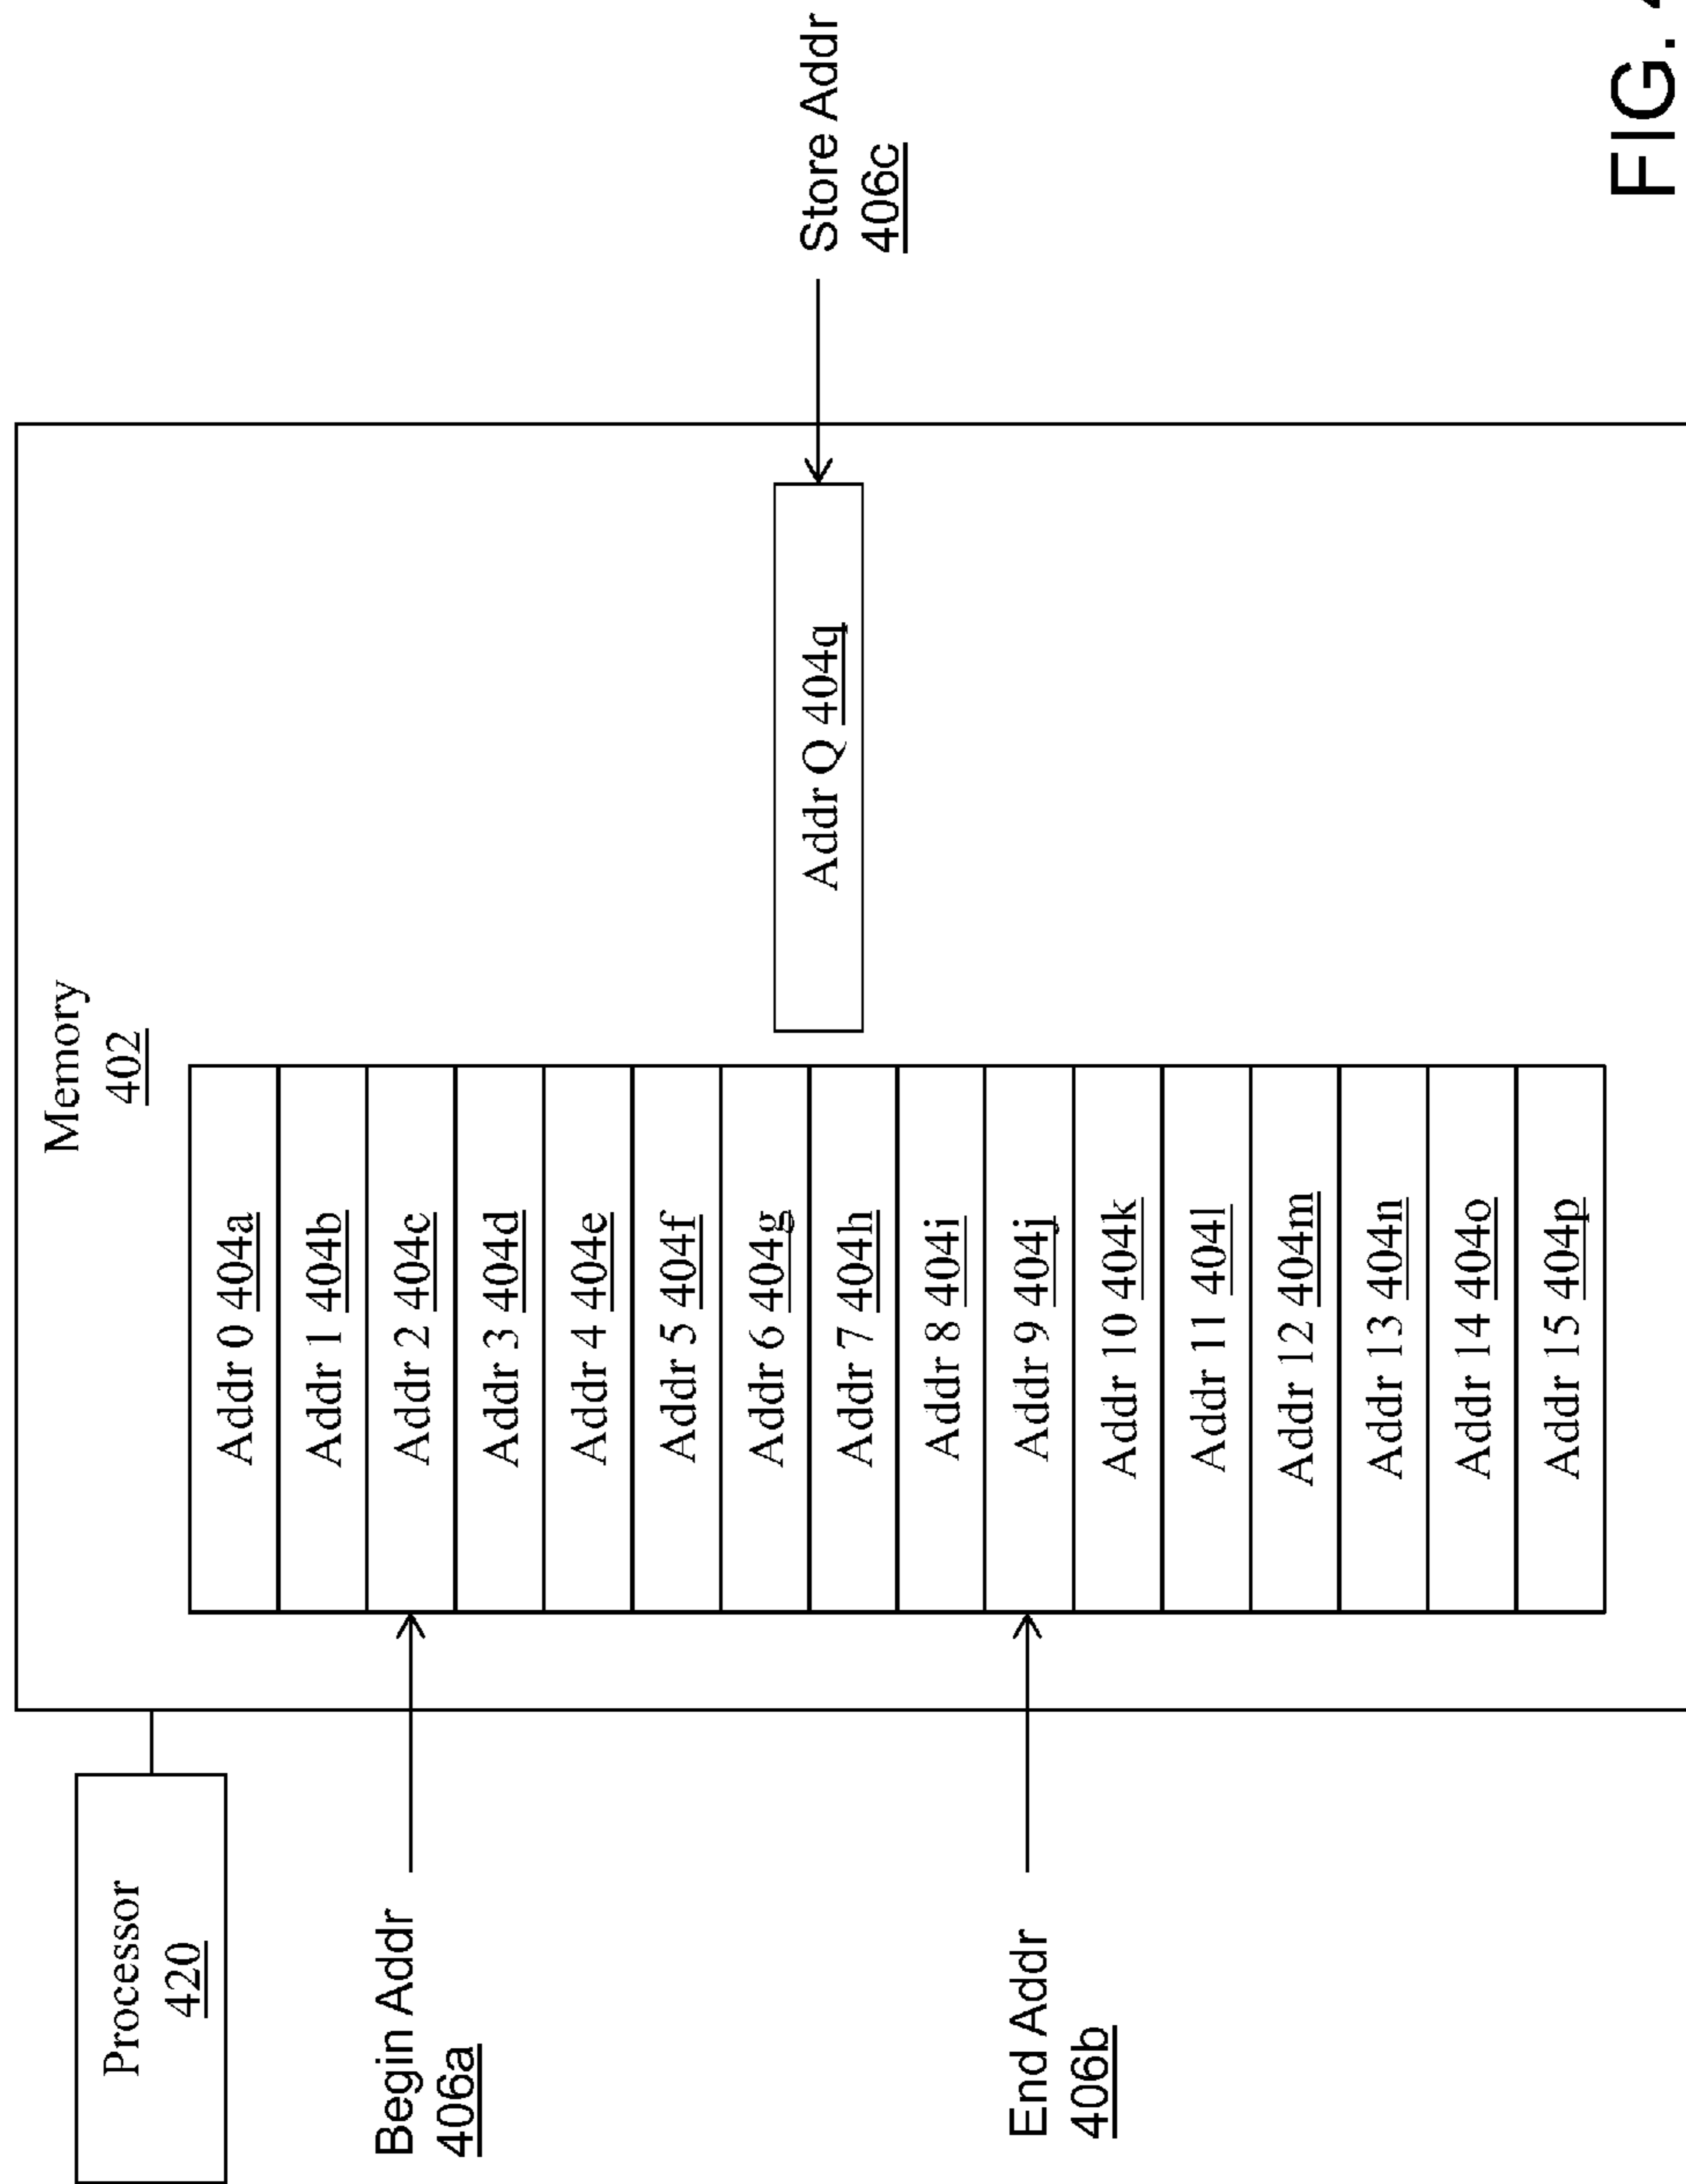 Processor
420
Memory
402
Begin Addr
406a
End Addr
406b
Addr 0 404a
Addr 1 404b
Addr 2 404c
Addr 3 404d
Addr 4 404e
Addr 5 404f
Addr 6 404g
Addr 7 404h
Addr 8 404i
Addr 9 404j
Addr 10 404k
Addr 11 404l
Addr 12 404m
Addr 13 404n
Addr 14 404o
Addr 15 404p
Addr Q 404q
Store Addr
406c
FIG.